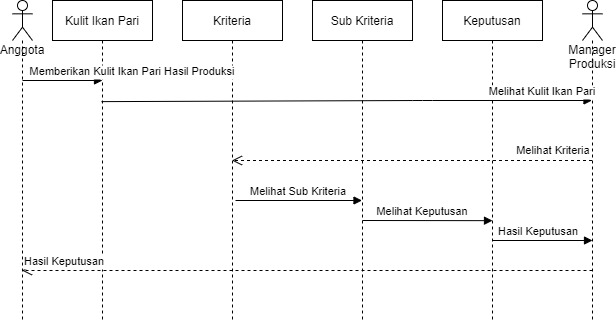 Kulit Ikan Pari
Kriteria
Sub Kriteria
Keputusan
Anggota
Manager
Produksi
Memberikan Kulit Ikan Pari Hasil Produksi
Melihat Kulit Ikan Pari
Melihat Kriteria
Melihat Sub Kriteria
Melihat Keputusan
Hasil Keputusan
Hasil Keputusan